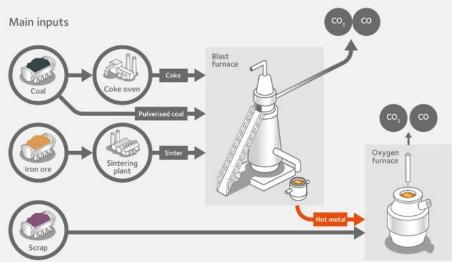 Main inputs
CO2 CO
Blast
furnace
Coal
Coke oven
Coke
Pulverised coal
CO2 CO
Iron ore
Sintering
plant
Sinter
Oxygen
furnace
Hot metal
Scrap